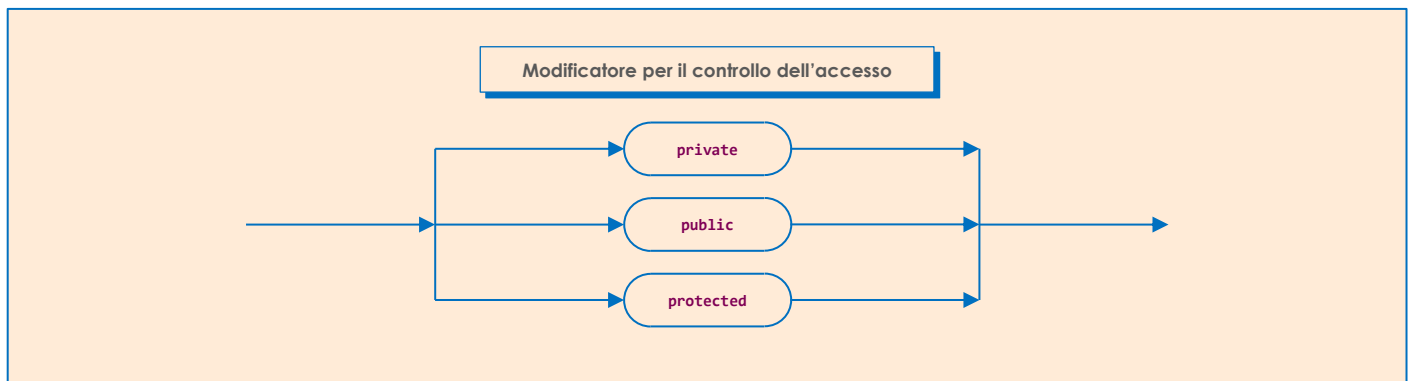 Modificatore per il controllo dell’accesso
private
public
protected